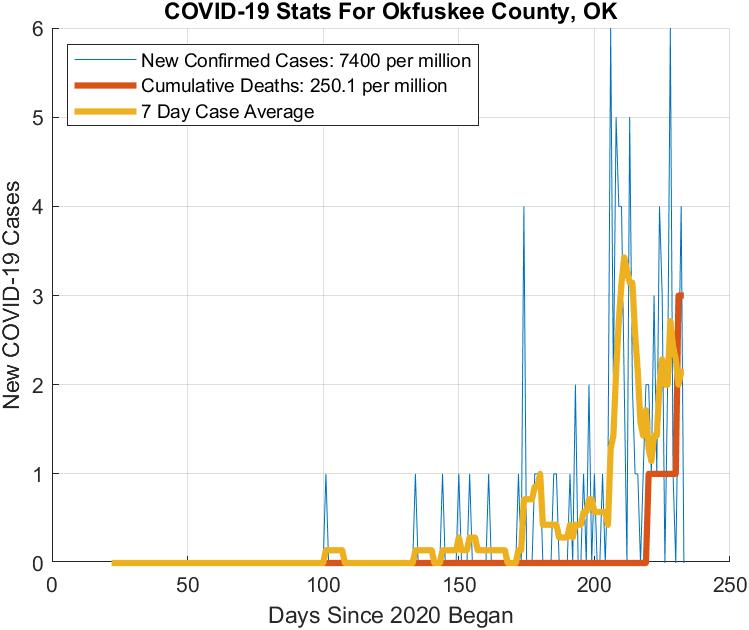 COVID-19 Stats For Okfuskee County, OK
New Confirmed Cases: 7400 per million
Cumulative Deaths: 250.1 per million
7 Day Case Average
New COVID-19 Cases
6
5
4
3
2
1
0
0 50 100 150 200 250
Days Since 2020 Began